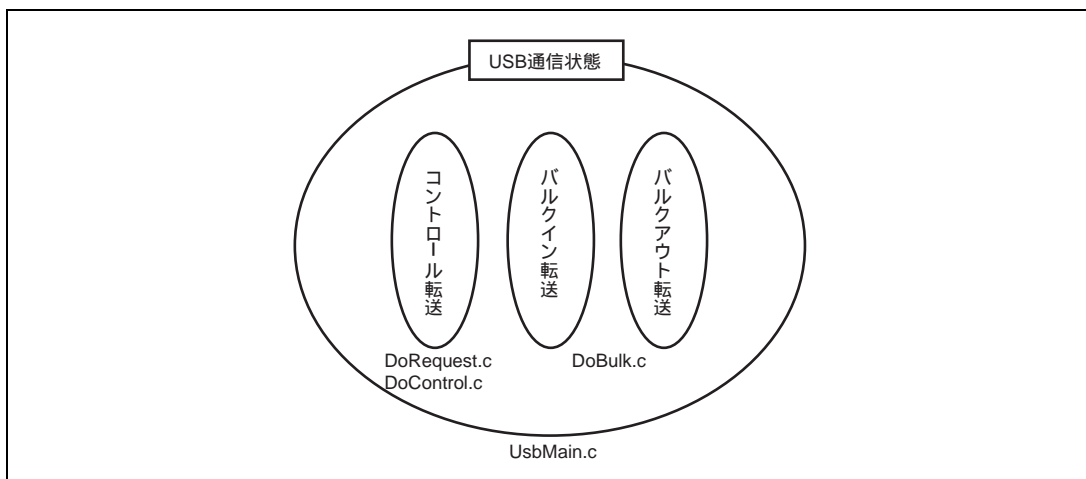 USB通信状態
コントロール転送
バルクイン転送
バルクアウト転送
DoRequest.c
DoControl.c
DoBulk.c
UsbMain.c